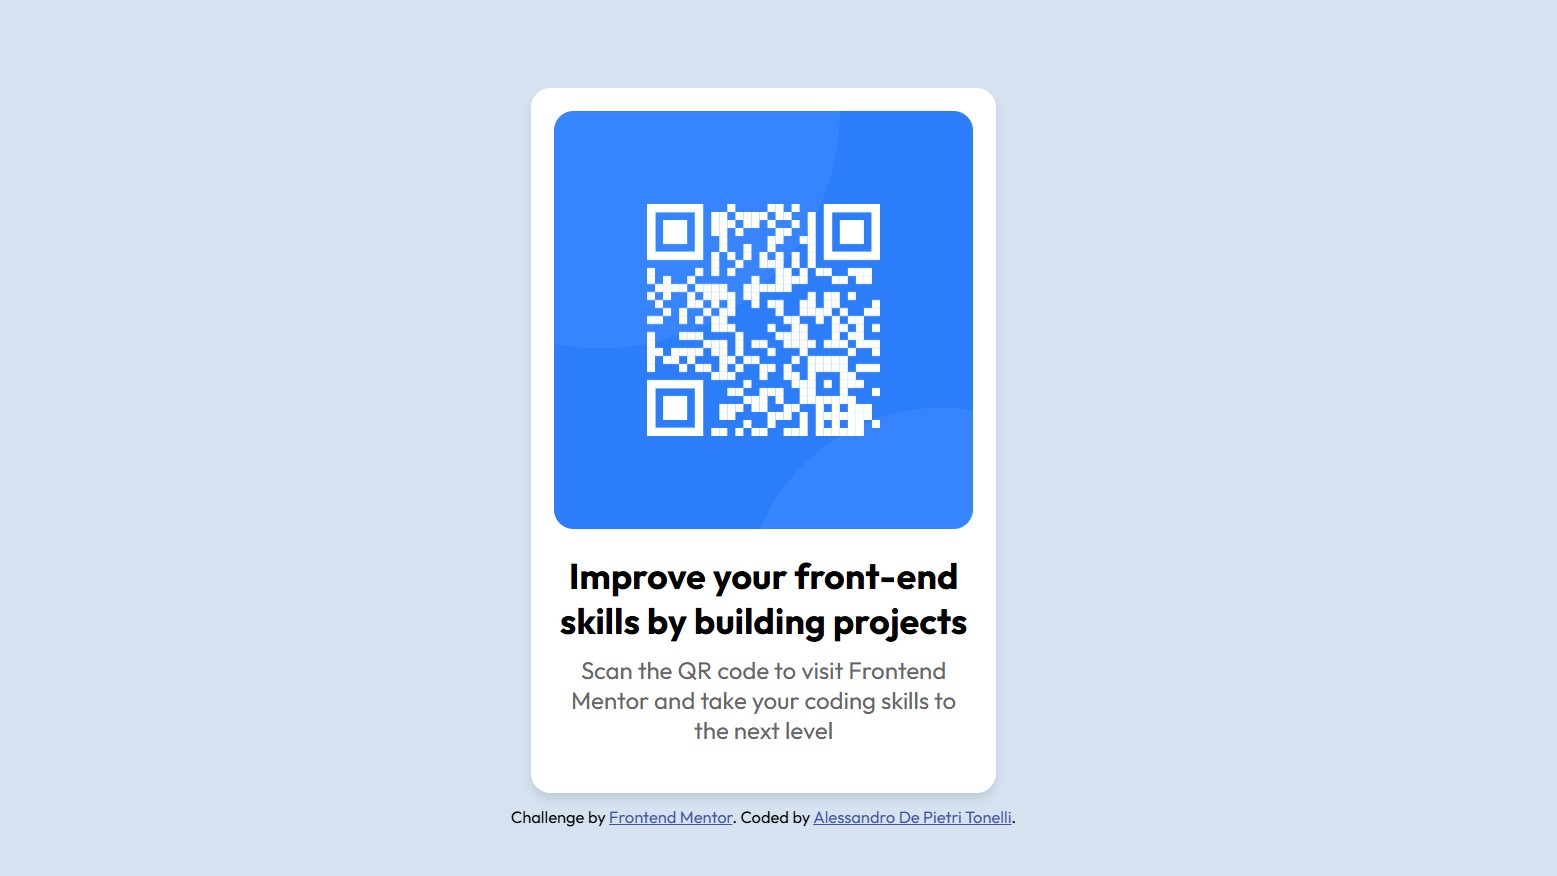 Improve your front-end
skills by building projects
Scan the QR code to visit Frontend
Mentor and take your coding skills to
the next level
Challenge by Frontend Mentor. Coded by Alessandro De Pietri Tonelli.